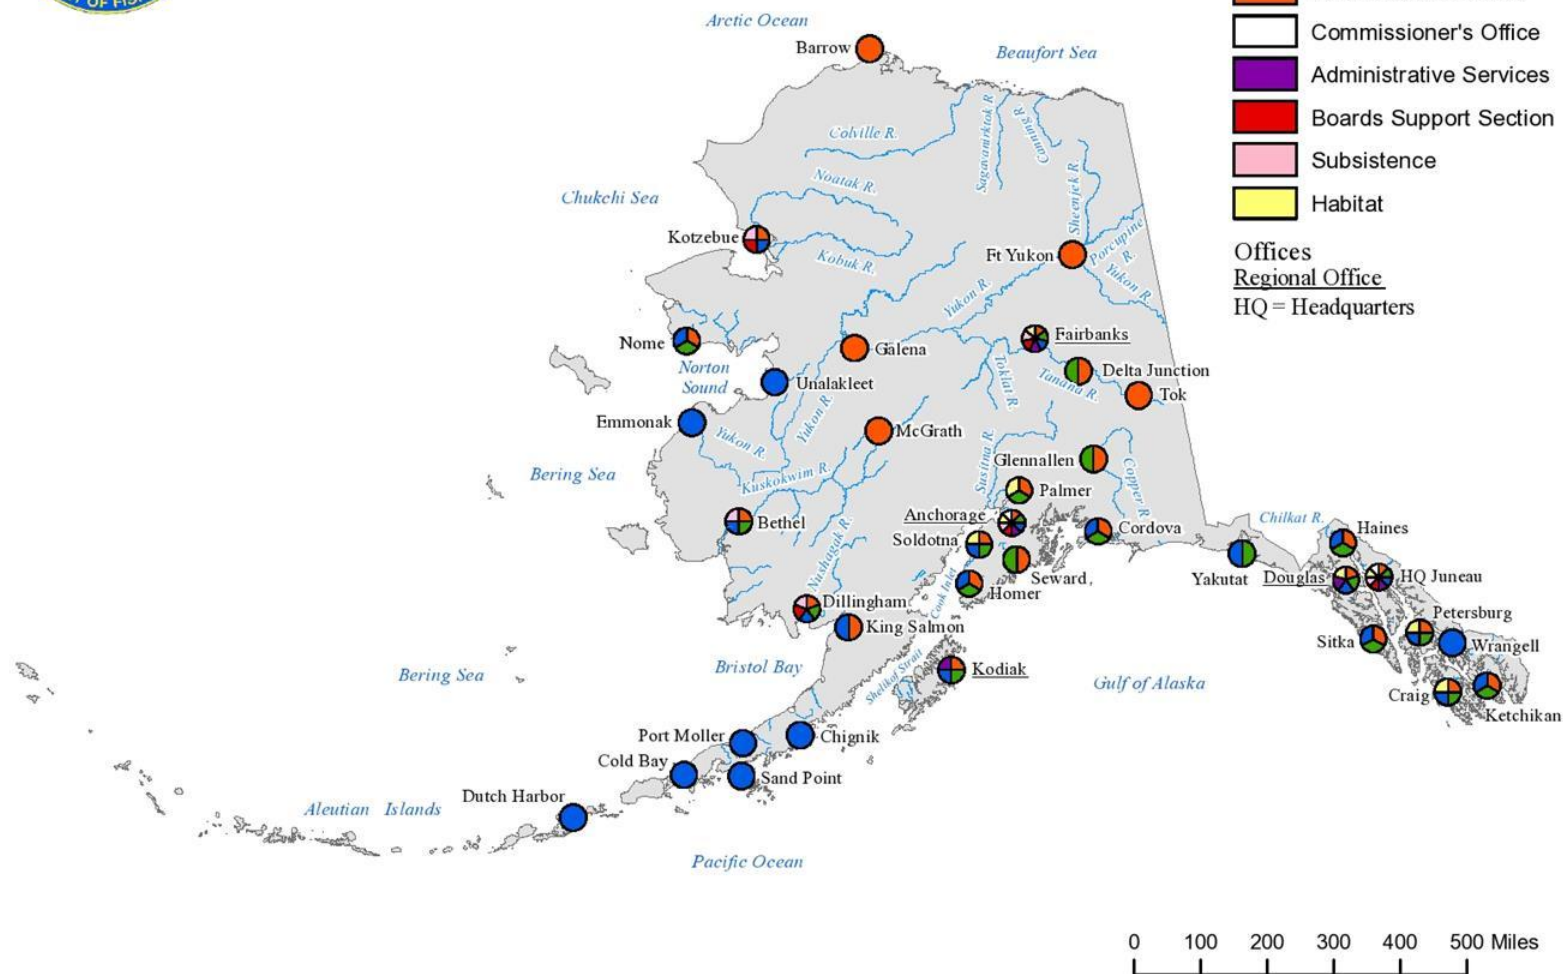 OF FIS
Commissioner's Office
Administrative Services
Boards Support Section
Subsistence
Habitat
Offices
Regional Office
HQ = Headquarters
Arctic Ocean
Barrow
Beaufort Sea
Colville R.
Sagavanirktok R.
Canning R.
Noatak R.
Sheenjek R.
Chukchi Sea
Kotzebue
Kobuk R.
Ft Yukon
Porcupine
R.
Yukon R.
Yukon R.
Nome
Norton
Sound
Galena
Fairbanks
Delta Junction
Toklat R.
Tanana R.
Tok
Unalakleet
Emmonak
Yukon R.
Yukon R.
McGrath
Bering Sea
Kuskokwim R.
Susitna R.
Glennallen
Copper R.
Palmer
Bethel
Anchorage
Cordova
Nushagak R.
Soldotna
Chilkat R.
Haines
Yakutat
Douglas
HQ Juneau
Seward,
Cook Inlet
Homer
Dillingham
King Salmon
Petersburg
Sitka
Wrangell
Bering Sea
Bristol Bay
Shelikof Strait
Kodiak
Gulf of Alaska
Craig
Ketchikan
Port Moller
Chignik
Cold Bay
Sand Point
Dutch Harbor
Aleutian Islands
Pacific Ocean
0 100 200 300 400 500 Miles